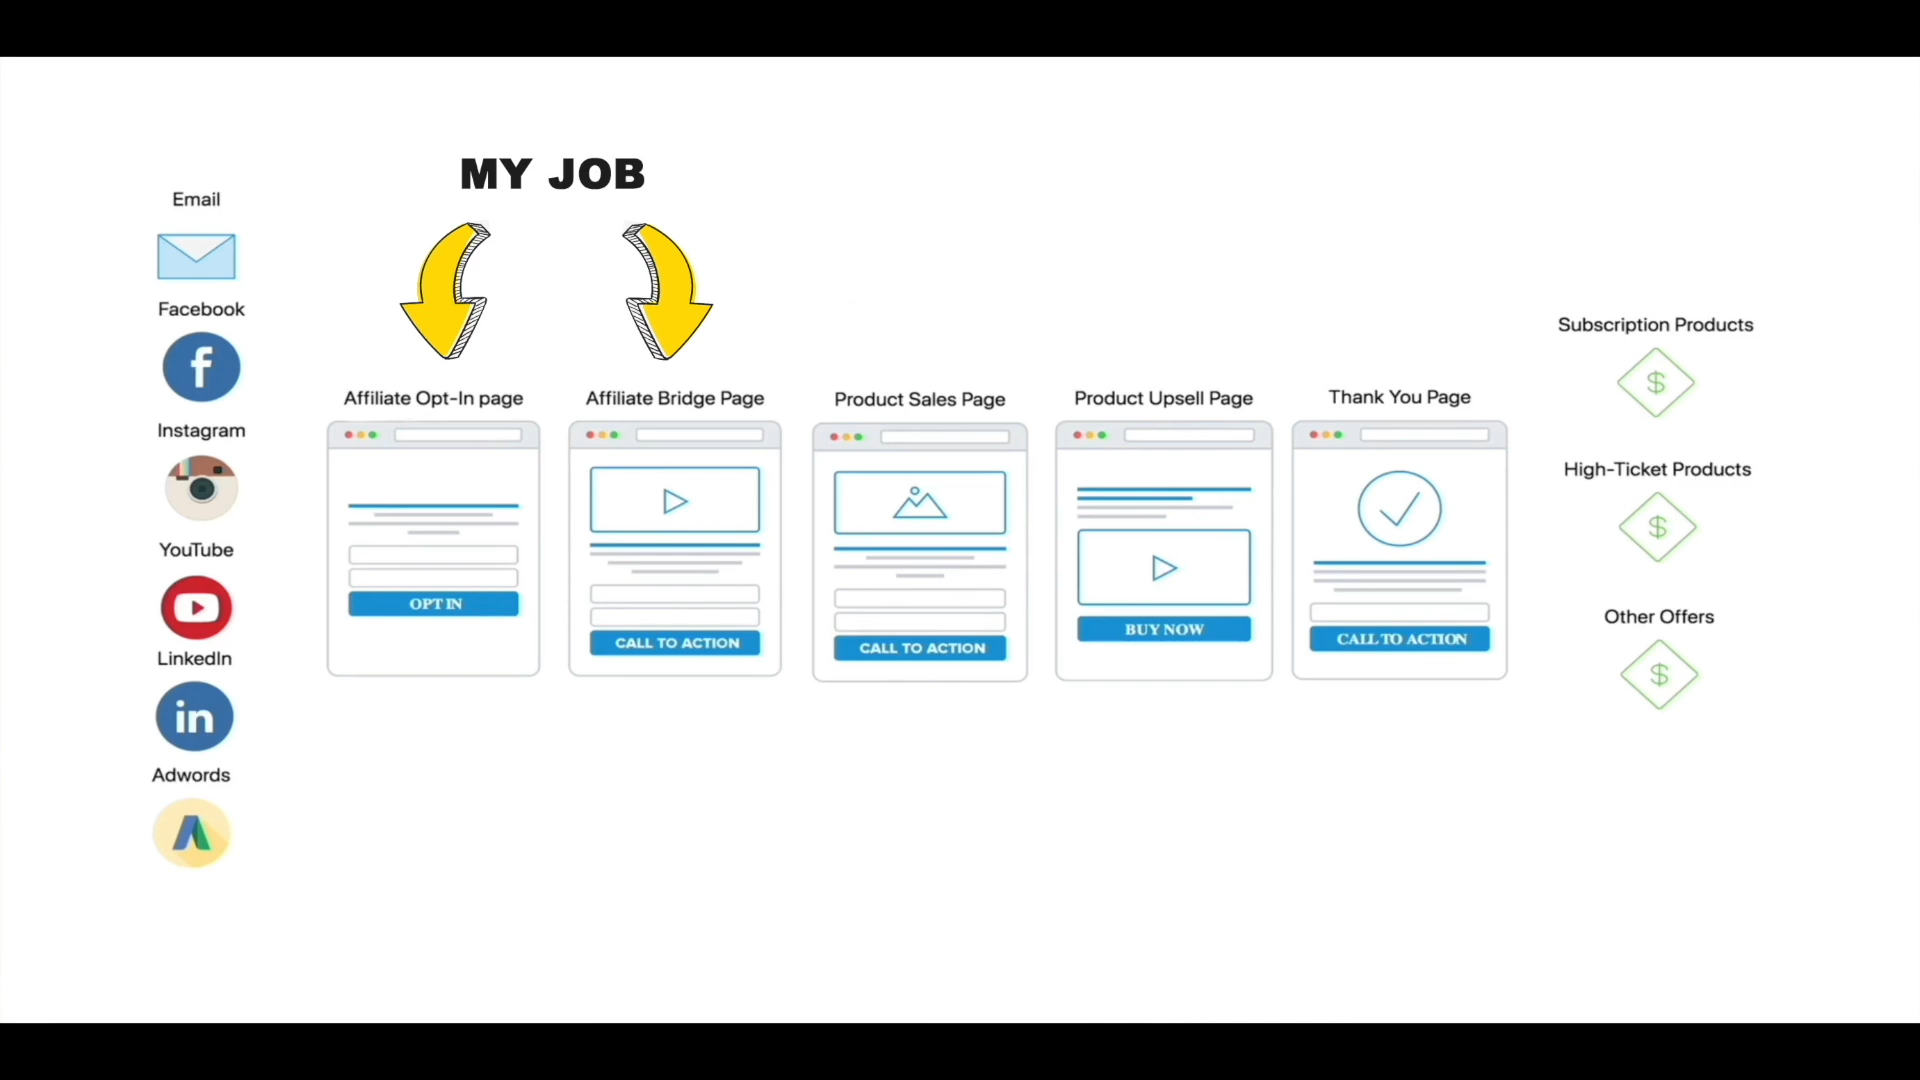 MY JOB
Email
Facebook
f
Instagram
YouTube
LinkedIn
in
Adwords
Affiliate Opt-In page
OPT IN
Affiliate Bridge Page
CALL TO ACTION
Product Sales Page
CALL TO ACTION
Product Upsell Page
BUY NOW
Thank You Page
CALL TO ACTION
Subscription Products
$
High-Ticket Products
$
Other Offers
$